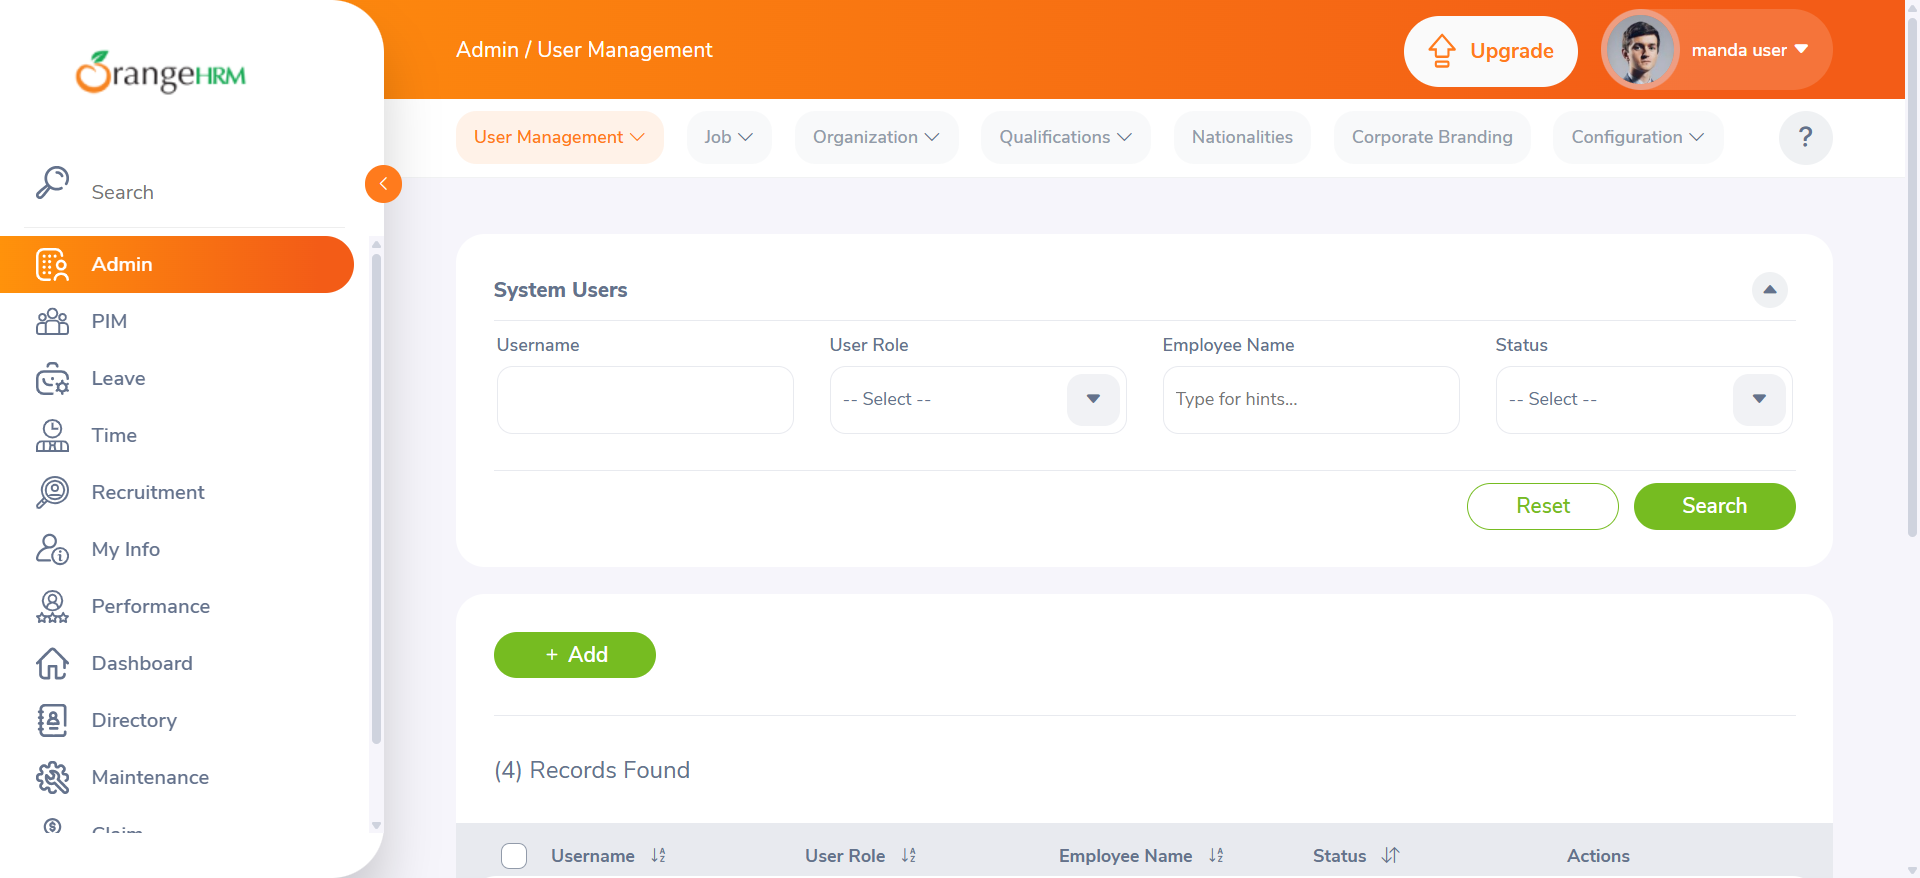 OrangeHRM
Admin / User Management
Upgrade
manda user
User Management
Job
Organization
Qualifications
Nationalities
Corporate Branding
Configuration
?
Search
Admin
PIM
Leave
Time
Recruitment
My Info
Performance
Dashboard
Directory
Maintenance
Claim
System Users
Username
User Role
Employee Name
Status
-- Select --
Type for hints...
-- Select --
Reset
Search
+ Add
(4) Records Found
Username
User Role
Employee Name
Status
Actions